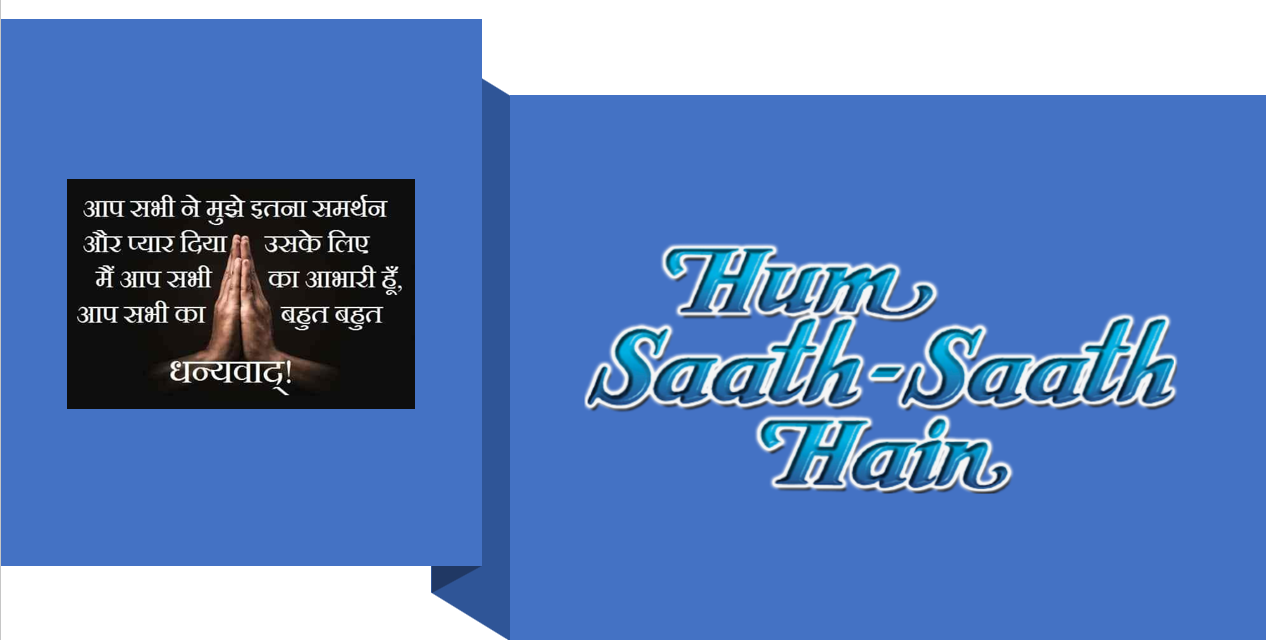 आप सभी ने मुझे इतना समर्थन
और प्यार दिया उसके लिए
मैं आप सभी का आभारी हूँ,
आप सभी का बहुत बहुत
धन्यवाद्!
Hum
Saath-Saath
Hain